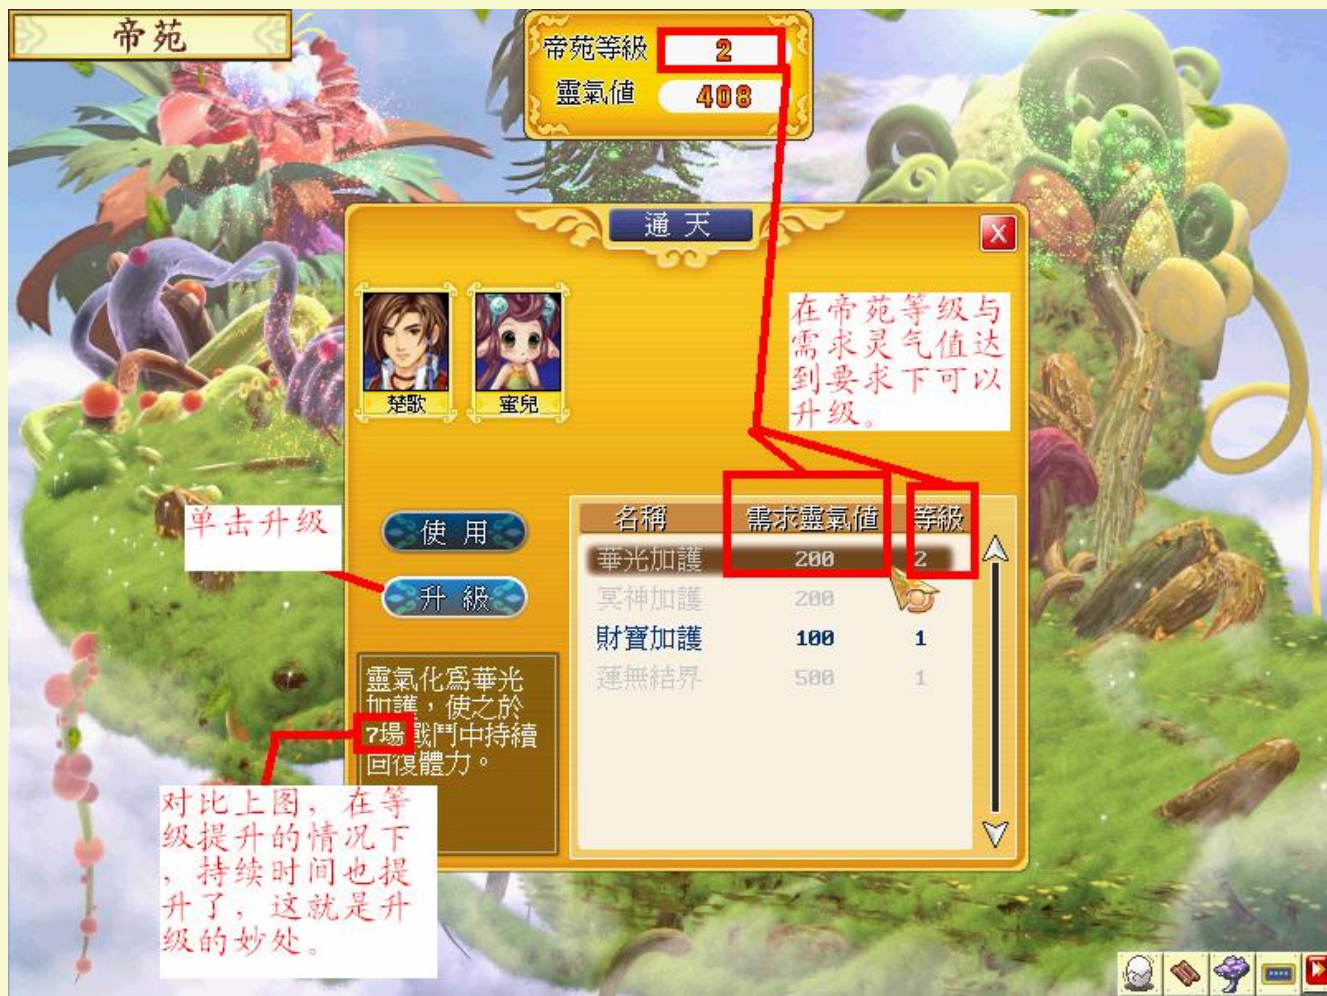 帝苑
帝苑等級 2
靈氣值 408
通天
X
楚歌
蜜兒
在帝苑等级与
需求灵气值达
到要求下可以
升级。
单击升级
使用
升級
名稱 需求靈氣值 等級
華光加護 200 2
冥神加護 200
財寶加護 100 1
蓮無結界 500 1
靈氣化爲華光
加護，使之於
7場戰鬥中持續
回復體力。
对比上图，在等
级提升的情况下
，持续时间也提
升了，这就是升
级的妙处。